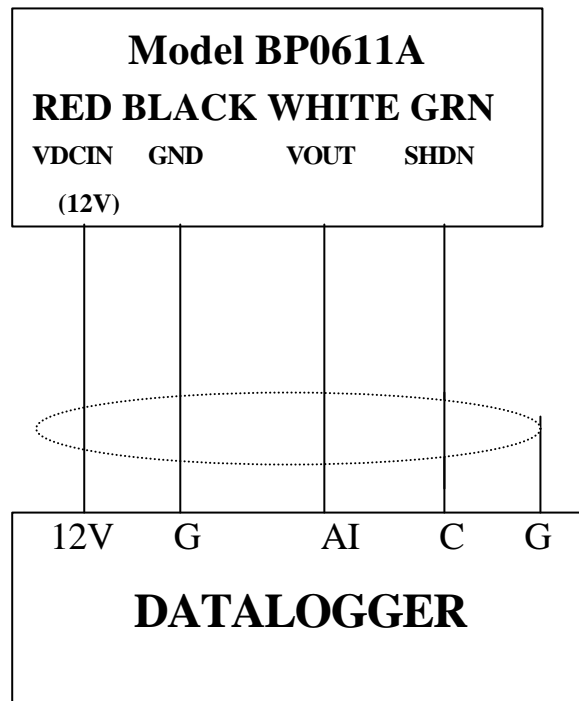 Model BP0611A
RED BLACK WHITE GRN
VDCIN GND VOUT SHDN
(12V)
12V G AI C G
DATALOGGER